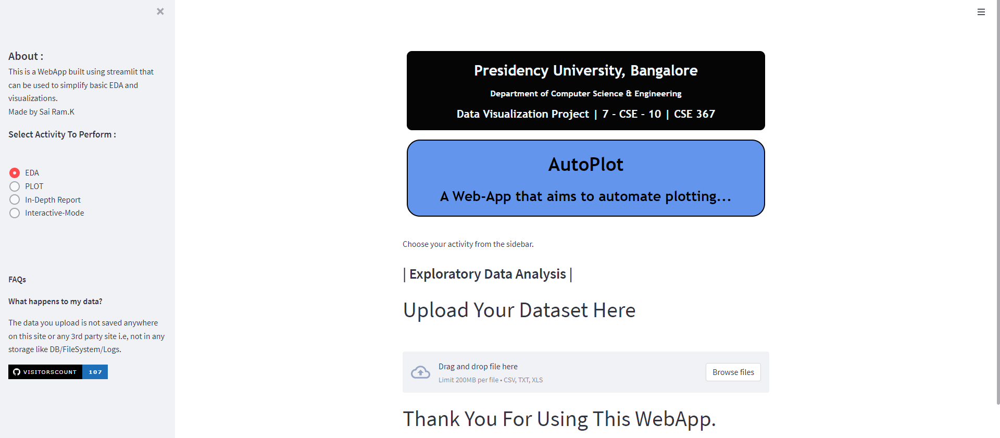 About :
This is a WebApp built using streamlit that
can be used to simplify basic EDA and
visualizations.
Made by Sai Ram.K
Select Activity To Perform :
EDA
PLOT
In-Depth Report
Interactive-Mode
FAQs
What happens to my data?
The data you upload is not saved anywhere
on this site or any 3rd party site i.e, not in any
storage like DB/FileSystem/Logs.
VISITORSCOUNT 107
Presidency University, Bangalore
Department of Computer Science & Engineering
Data Visualization Project | 7 - CSE - 10 | CSE 367
AutoPlot
A Web-App that aims to automate plotting...
Choose your activity from the sidebar.
| Exploratory Data Analysis |
Upload Your Dataset Here
Drag and drop file here
Limit 200MB per file • CSV, TXT, XLS
Browse files
Thank You For Using This WebApp.